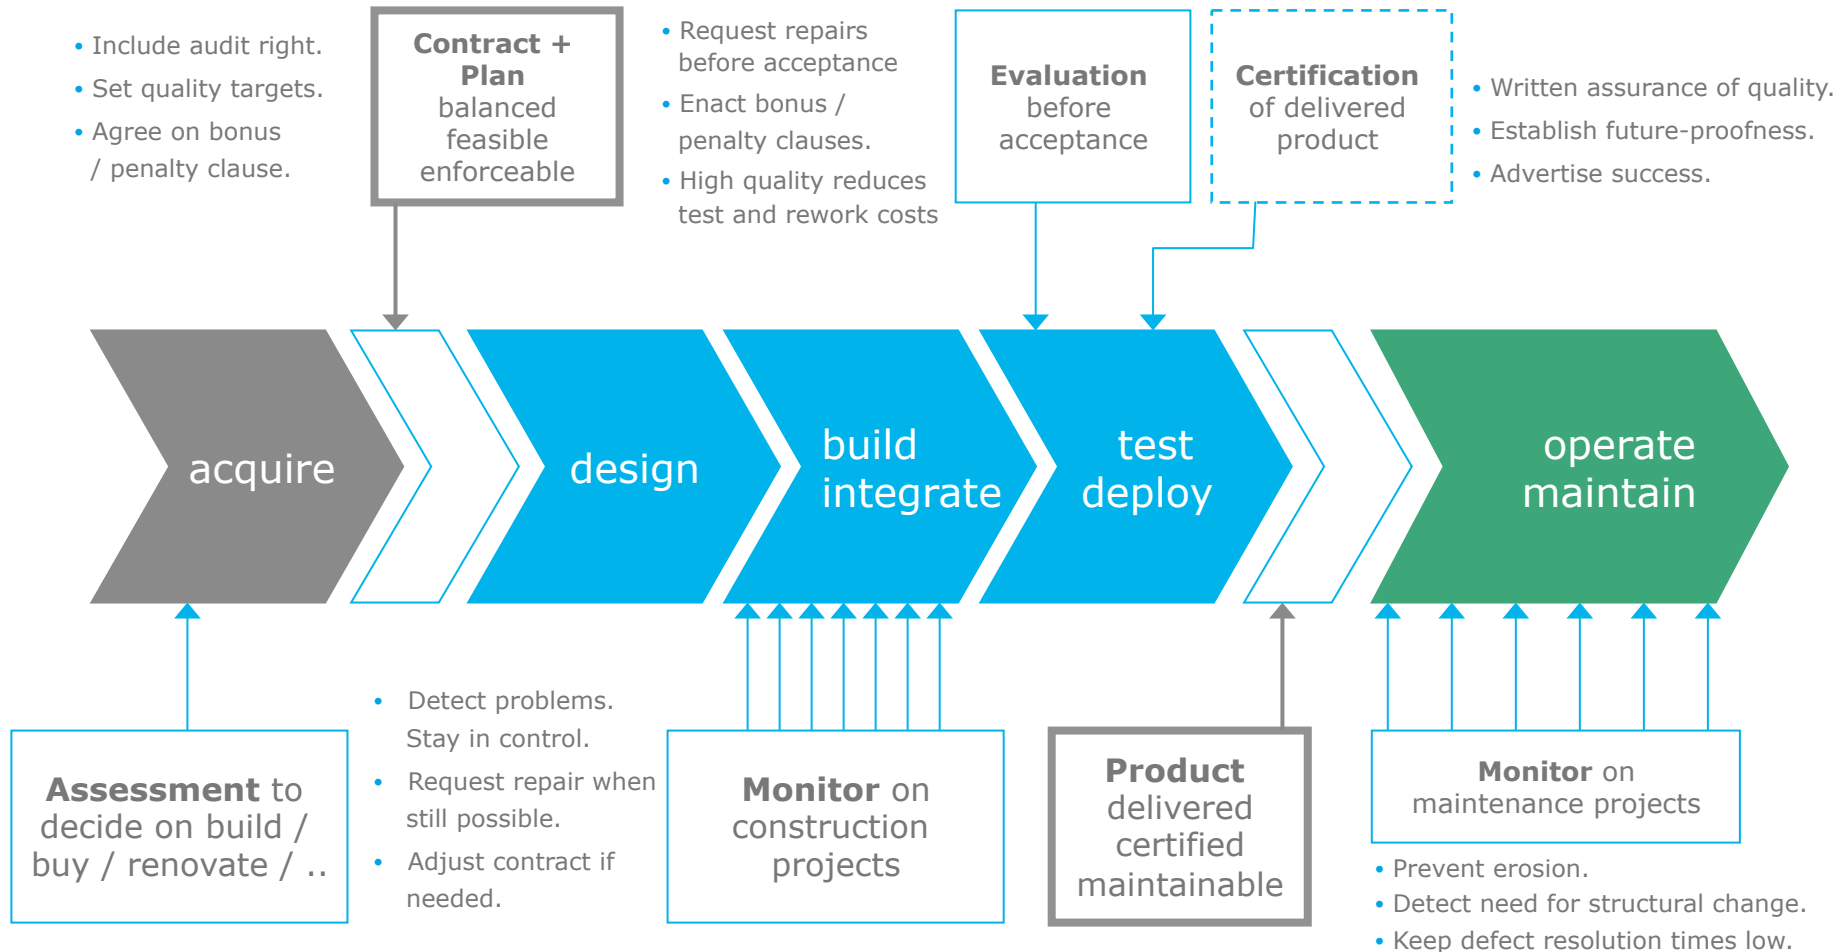 • Include audit right.
• Set quality targets.
• Agree on bonus
/ penalty clause.
Contract +
Plan
balanced
feasible
enforceable
• Request repairs
before acceptance
• Enact bonus /
penalty clauses.
• High quality reduces
test and rework costs
Evaluation
before
acceptance
Certification
of delivered
product
• Written assurance of quality.
• Establish future-proofness.
• Advertise success.
acquire
design
build
integrate
test
deploy
operate
maintain
Assessment to
decide on build /
buy / renovate / ..
• Detect problems.
Stay in control.
• Request repair when
still possible.
• Adjust contract if
needed.
Monitor on
construction
projects
Product
delivered
certified
maintainable
Monitor on
maintenance projects
• Prevent erosion.
• Detect need for structural change.
• Keep defect resolution times low.